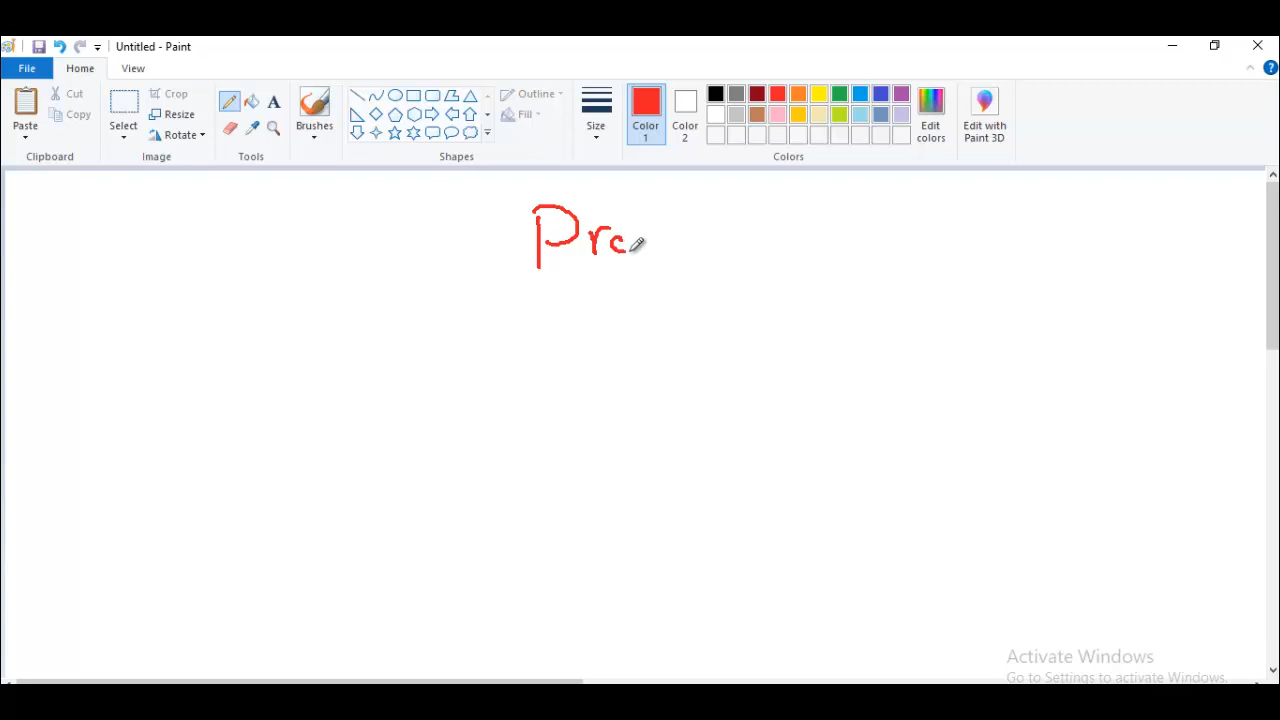 Untitled - Paint
File Home View
Paste Cut Copy Clipboard
Select Crop Resize Rotate Image
Tools
Brushes
Shapes Outline Fill
Size
Color 1 Color 2 Edit colors Colors
Edit with Paint 3D
Prc
Activate Windows
Go to Settings to activate Windows.